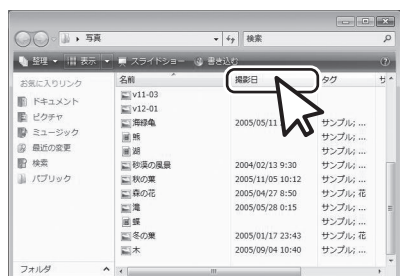 写真
検索
整理 表示 スライドショー 書き込む
お気に入りリンク
ドキュメント
ピクチャ
ミュージック
最近の変更
検索
パブリック
フォルダ
名前 撮影日 タグ サ
v11-03
v12-01
海緑亀 2005/05/11 サンプル; ...
熊 サンプル; ...
湖 サンプル; ...
砂漠の風景 2004/02/13 9:30 サンプル; ...
秋の葉 2005/11/05 10:12 サンプル; ...
森の花 2005/04/27 8:50 サンプル; 花
滝 2005/05/28 0:15 サンプル; ...
蝶 サンプル; ...
冬の葉 2005/01/17 23:43 サンプル; 花
木 2005/09/04 10:40 サンプル; ...